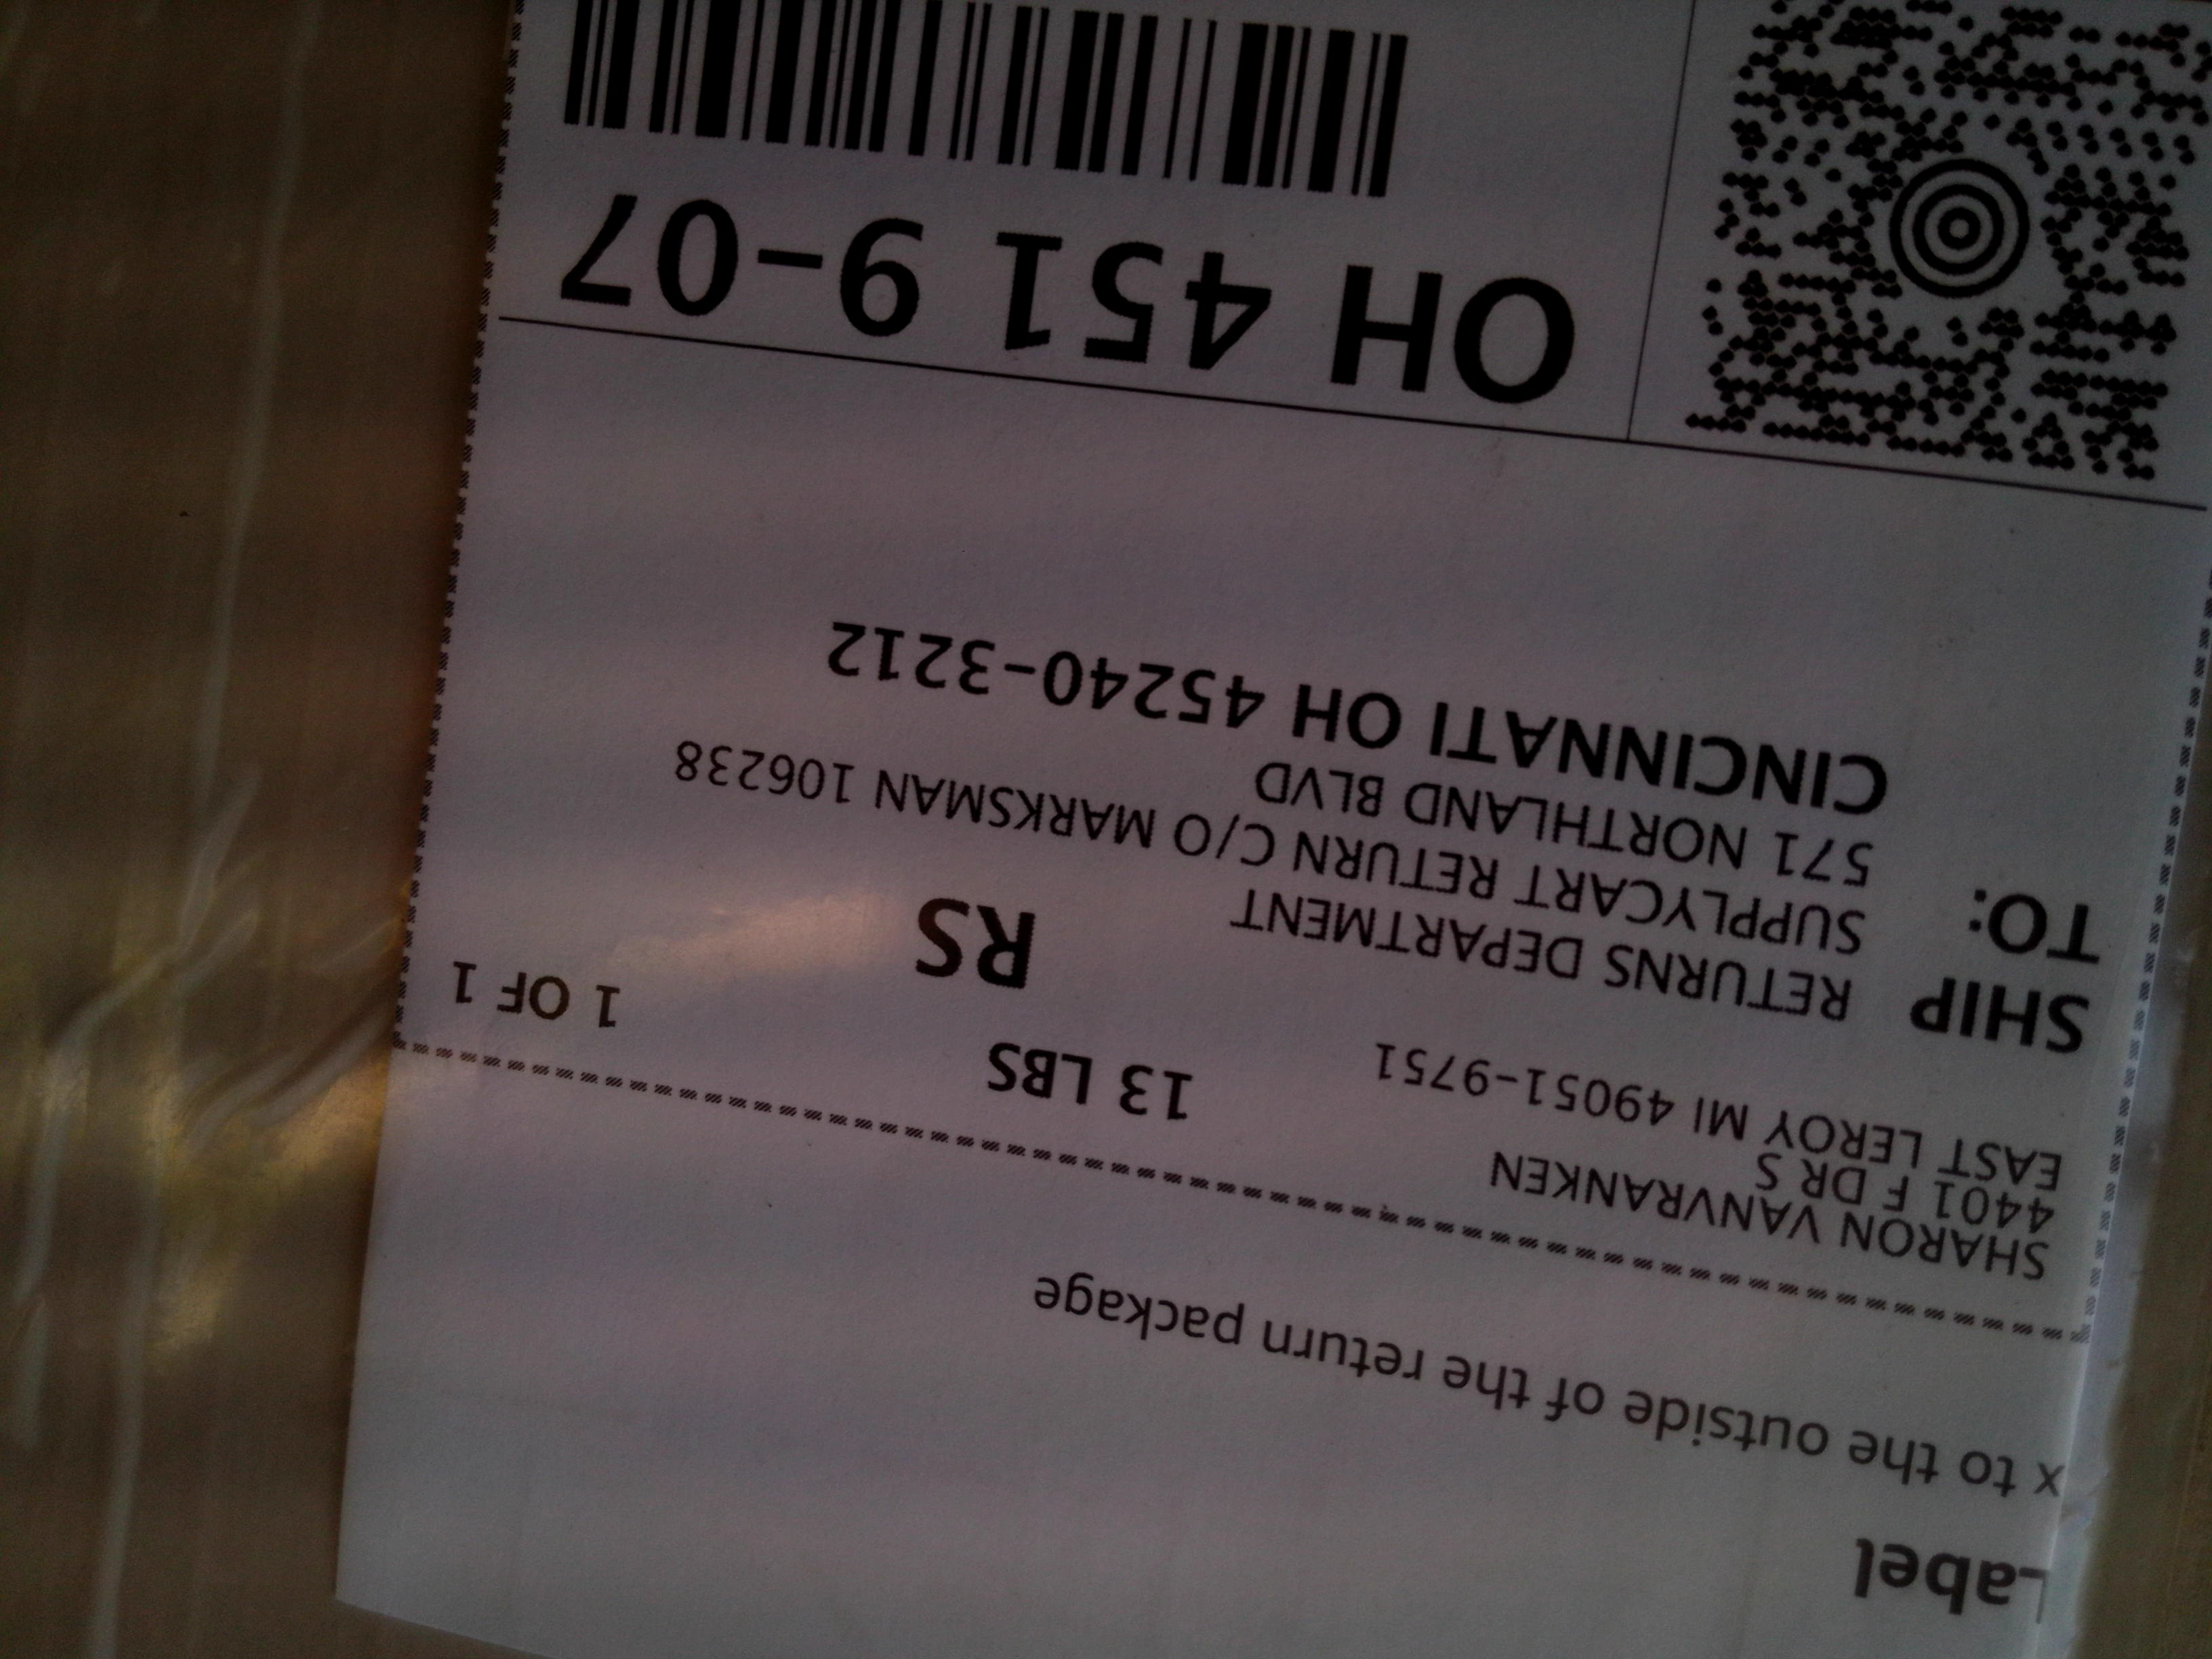 Label
x to the outside of the return package
SHARON VANVRANKEN
4401 F DR S
EAST LEROY MI 49051-9751
13 LBS
1 OF 1
RS
SHIP
TO:
RETURNS DEPARTMENT
SUPPLYCART RETURN C/O MARKSMAN 106238
571 NORTHLAND BLVD
CINCINNATI OH 45240-3212
OH 451 9-07